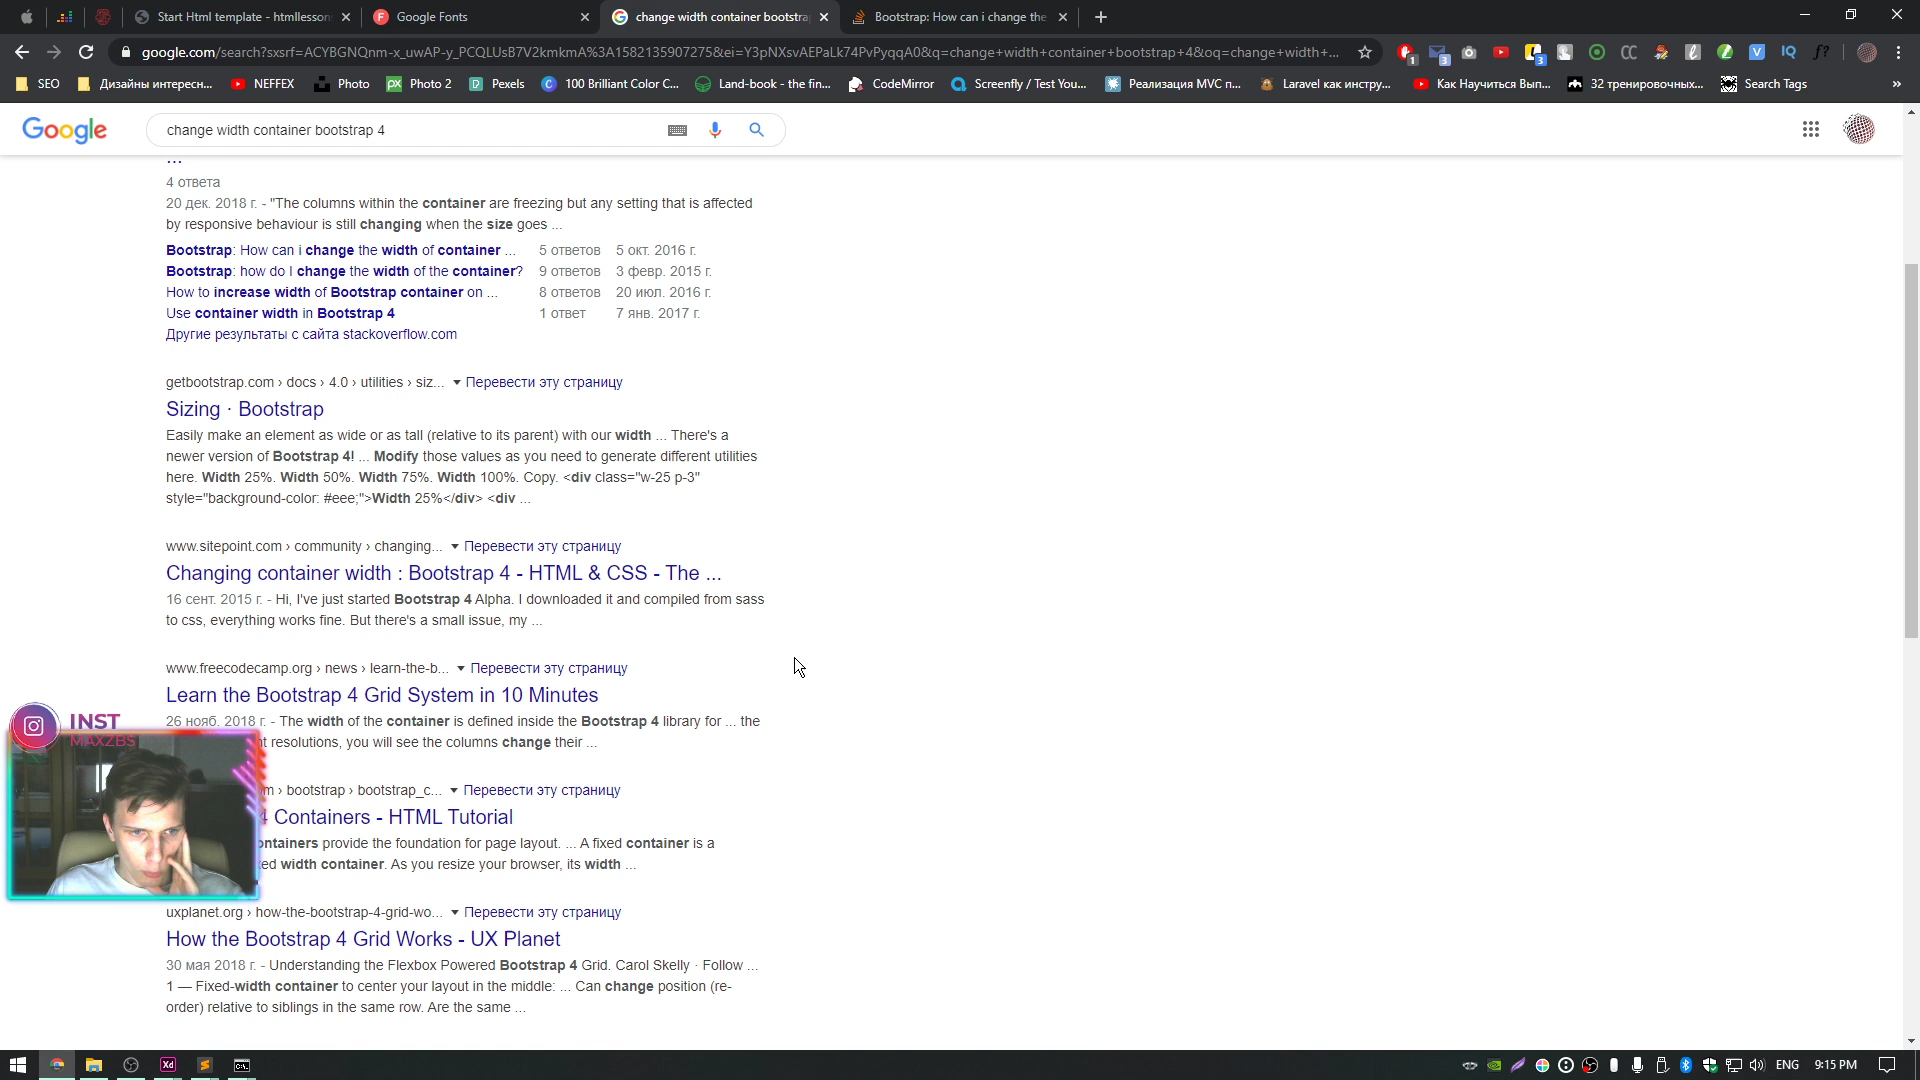 Start Html template - htmllesson
Google Fonts
change width container bootstra
Bootstrap: How can i change the
google.com/search?sxsrf=ACYBGNQnm-x_uwAP-y_PCQLUsB7V2kmkmA%3A1582135907275&ei=Y3pNXsvAEPaLk74PvPyqqA0&q=change+width+container+bootstrap+4&oq=change+width+...
SEO
Дизайны интересн...
NEFFEX
Photo
Photo 2
Pexels
100 Brilliant Color C...
Land-book - the fin...
CodeMirror
Screenfly / Test You...
Реализация MVC п...
Laravel как инстру...
Как Научиться Вып...
32 тренировочных...
Search Tags
»
Google
change width container bootstrap 4
...
4 ответа
20 дек. 2018 г. - "The columns within the container are freezing but any setting that is affected
by responsive behaviour is still changing when the size goes ...
Bootstrap: How can i change the width of container ... 5 ответов 5 окт. 2016 г.
Bootstrap: how do I change the width of the container? 9 ответов 3 февр. 2015 г.
How to increase width of Bootstrap container on ... 8 ответов 20 июл. 2016 г.
Use container width in Bootstrap 4 1 ответ 7 янв. 2017 г.
Другие результаты с сайта stackoverflow.com
getbootstrap.com › docs › 4.0 › utilities › siz... Перевести эту страницу
Sizing · Bootstrap
Easily make an element as wide or as tall (relative to its parent) with our width ... There's a
newer version of Bootstrap 4! ... Modify those values as you need to generate different utilities
here. Width 25%. Width 50%. Width 75%. Width 100%. Copy. <div class="w-25 p-3"
style="background-color: #eee;">Width 25%</div> <div ...
www.sitepoint.com › community › changing... Перевести эту страницу
Changing container width : Bootstrap 4 - HTML & CSS - The ...
16 сент. 2015 г. - Hi, I've just started Bootstrap 4 Alpha. I downloaded it and compiled from sass
to css, everything works fine. But there's a small issue, my ...
www.freecodecamp.org › news › learn-the-b... Перевести эту страницу
Learn the Bootstrap 4 Grid System in 10 Minutes
26 нояб. 2018 г. - The width of the container is defined inside the Bootstrap 4 library for ... the
t resolutions, you will see the columns change their ...
INST
MAXZBS
m › bootstrap › bootstrap_c... Перевести эту страницу
4 Containers - HTML Tutorial
ontainers provide the foundation for page layout. ... A fixed container is a
ed width container. As you resize your browser, its width ...
uxplanet.org › how-the-bootstrap-4-grid-wo... Перевести эту страницу
How the Bootstrap 4 Grid Works - UX Planet
30 мая 2018 г. - Understanding the Flexbox Powered Bootstrap 4 Grid. Carol Skelly · Follow ...
1 — Fixed-width container to center your layout in the middle: ... Can change position (re-
order) relative to siblings in the same row. Are the same ...
Xd
ENG
9:15 PM